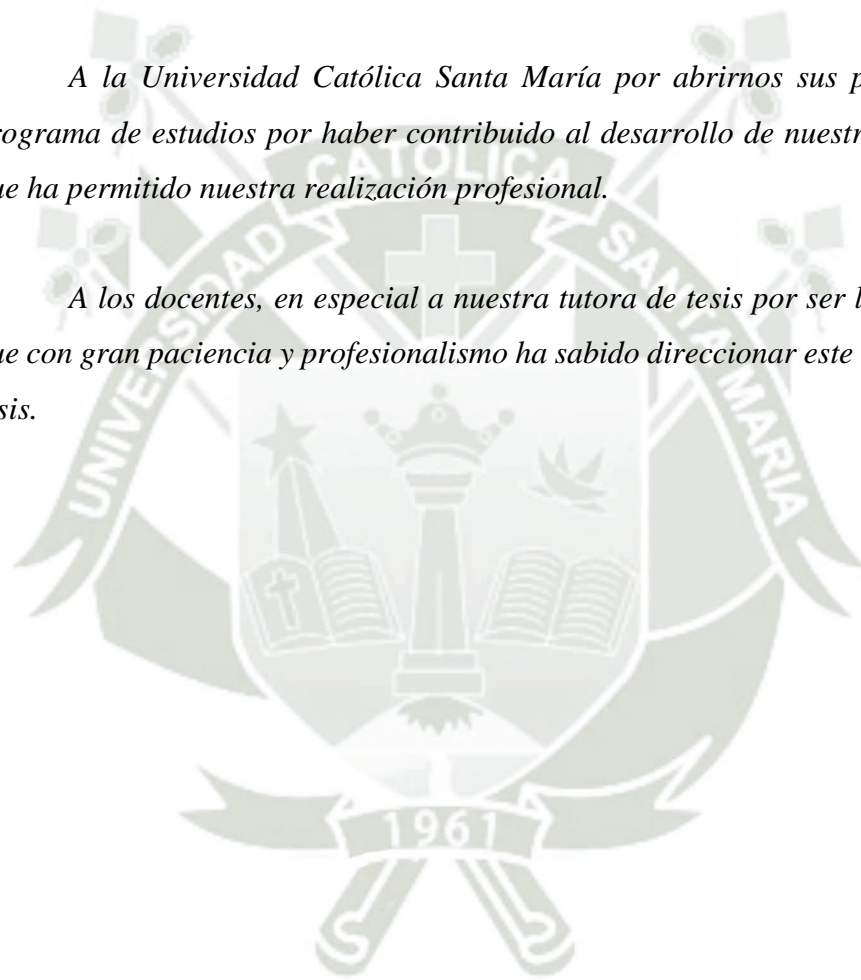 A la Universidad Católica Santa María por abrirnos sus p
rograma de estudios por haber contribuido al desarrollo de nuestr
ue ha permitido nuestra realización profesional.
A los docentes, en especial a nuestra tutora de tesis por ser l
ue con gran paciencia y profesionalismo ha sabido direccionar este
sis.
UNIVERSIDAD CATOLICA SANTA MARIA
1961